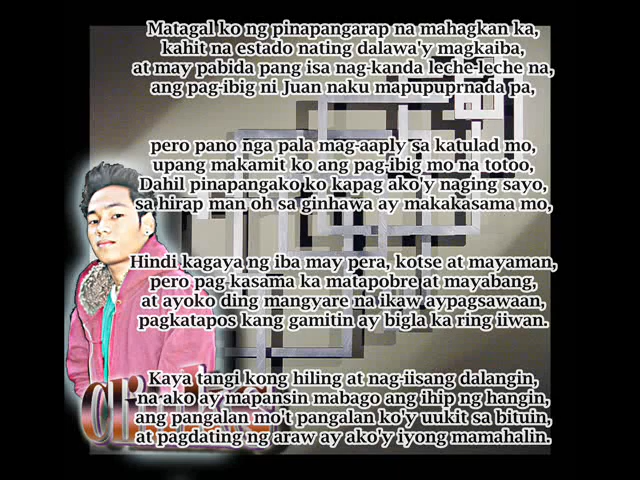 Matagal ko ng pinapangarap na mahagkan ka,
kahit na estado nating dalawa'y magkaiba,
at may pabida pang isa nag-kanda leche-leche na,
ang pag-ibig ni Juan naku mapupuprnada pa,
pero pano nga pala mag-aaply sa katulad mo,
upang makamit ko ang pag-ibig mo na totoo,
Dahil pinapangako ko kapag ako'y naging sayo,
sa hirap man oh sa ginhawa ay makakasama mo,
Hindi kagaya ng iba may pera, kotse at mayaman,
pero pag-kasama ka matapobre at mayabang,
at ayoko ding mangyare na ikaw aypagsawaan,
pagkatapos kang gamitin ay bigla ka ring iiwan.
Kaya tangi kong hiling at nag-iisang dalangin,
na-ako ay mapansin mabago ang ihip ng hangin,
ang pangalan mo't pangalan ko'y uukit sa bituin,
at pagdating ng araw ay ako'y iyong mamahalin.